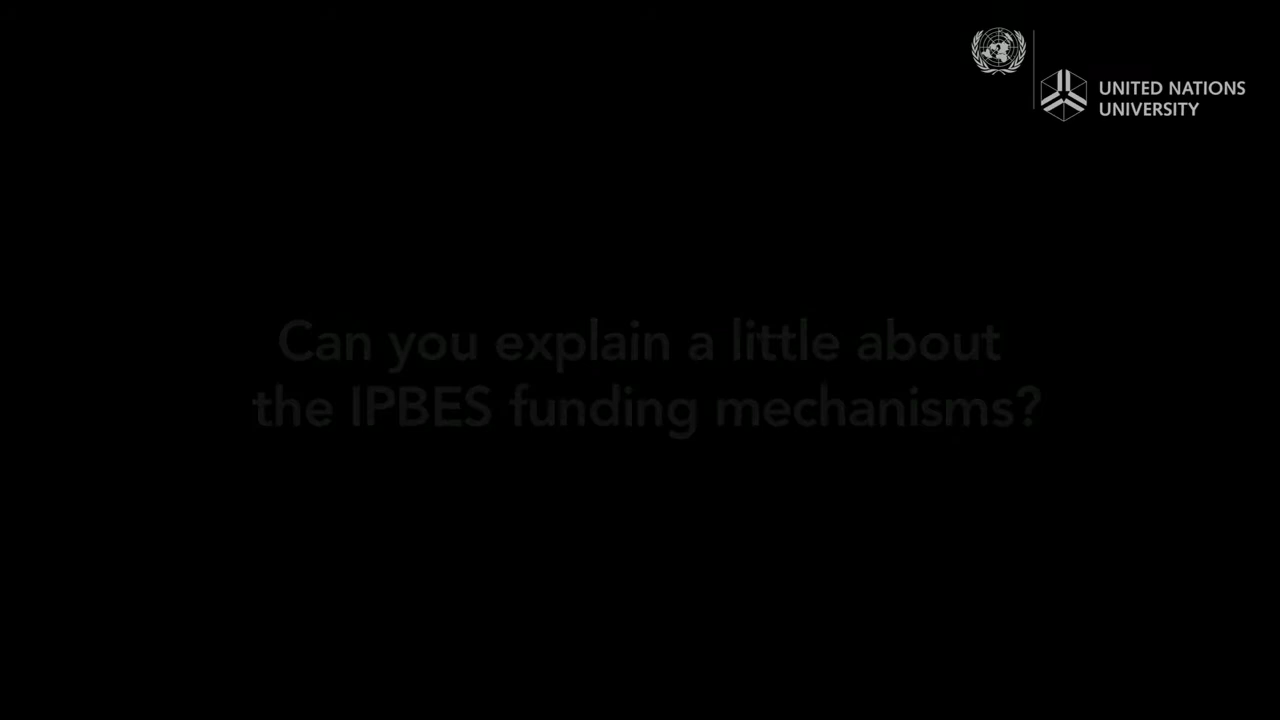 UNITED NATIONS
UNIVERSITY
Can you explain a little about
the IPBES funding mechanisms?